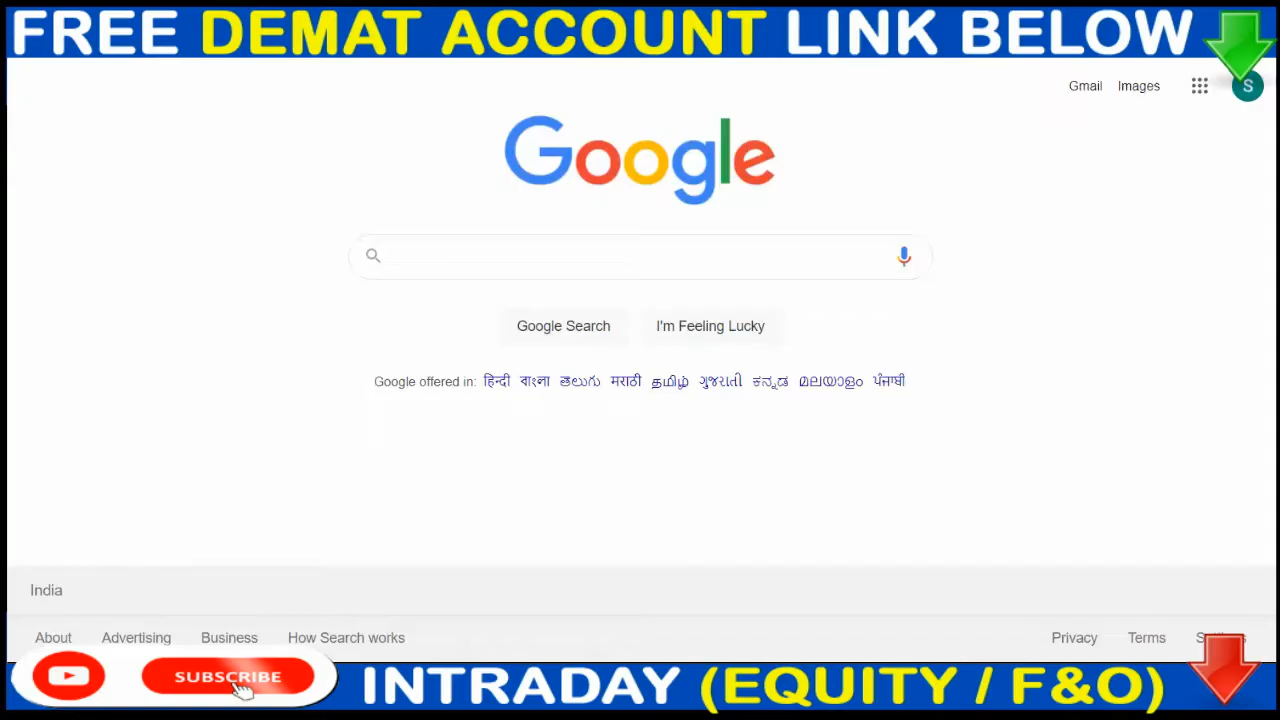 FREE DEMAT ACCOUNT LINK BELOW
Gmail Images S
Google
Google Search I'm Feeling Lucky
Google offered in: हिन्दी বাংলা తెలుగు मराठी தமிழ் ગુજરાતી ಕನ್ನಡ മലയാളം ਪੰਜਾਬੀ
India
About Advertising Business How Search works Privacy Terms
SUBSCRIBE
INTRADAY (EQUITY / F&O)